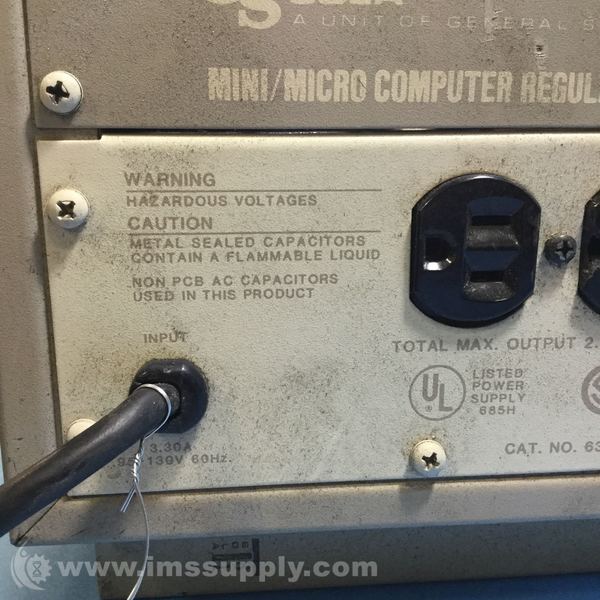 A UNIT OF GENERAL S
MINI/MICRO COMPUTER REGUL
WARNING
HAZARDOUS VOLTAGES
CAUTION
METAL SEALED CAPACITORS
CONTAIN A FLAMMABLE LIQUID
NON PCB AC CAPACITORS
USED IN THIS PRODUCT
INPUT
3.30A
95-139V 60Hz.
TOTAL MAX. OUTPUT 2.
UL
LISTED
POWER
SUPPLY
685H
CAT. NO. 63
www.imssupply.com